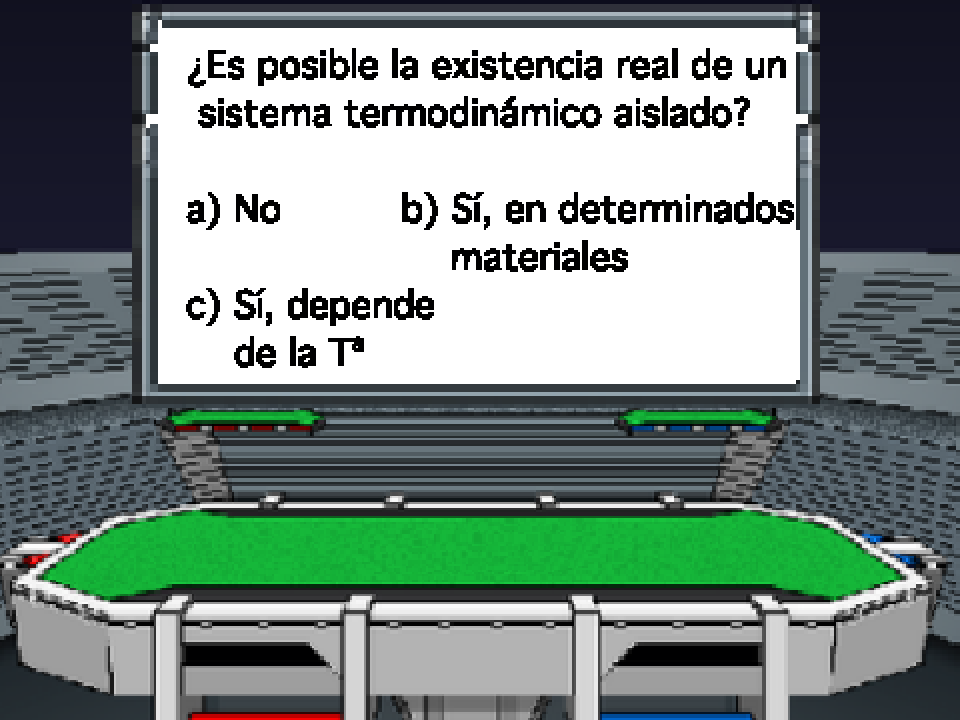 ¿Es posible la existencia real de un
sistema termodinámico aislado?
a) No b) Sí, en determinados
materiales
c) Sí, depende
de la Tª